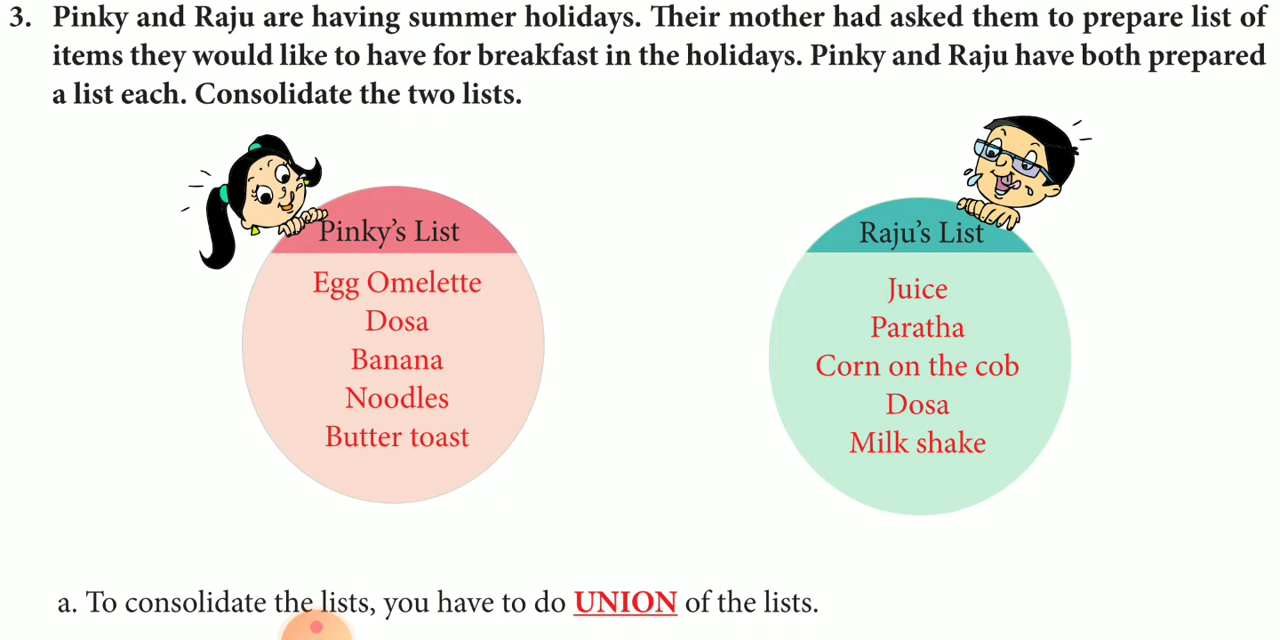 3. Pinky and Raju are having summer holidays. Their mother had asked them to prepare list of
items they would like to have for breakfast in the holidays. Pinky and Raju have both prepared
a list each. Consolidate the two lists.
Pinky's List
Egg Omelette
Dosa
Banana
Noodles
Butter toast
Raju's List
Juice
Paratha
Corn on the cob
Dosa
Milk shake
a. To consolidate the lists, you have to do UNION of the lists.